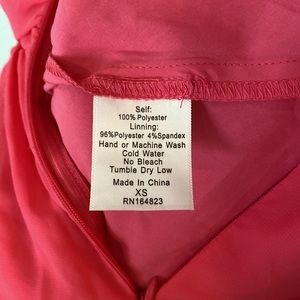 Self:
100% Polyester
Linning:
96%Polyester 4%Spandex
Hand or Machine Wash
Cold Water
No Bleach
Tumble Dry Low
Made In China
XS
RN164823